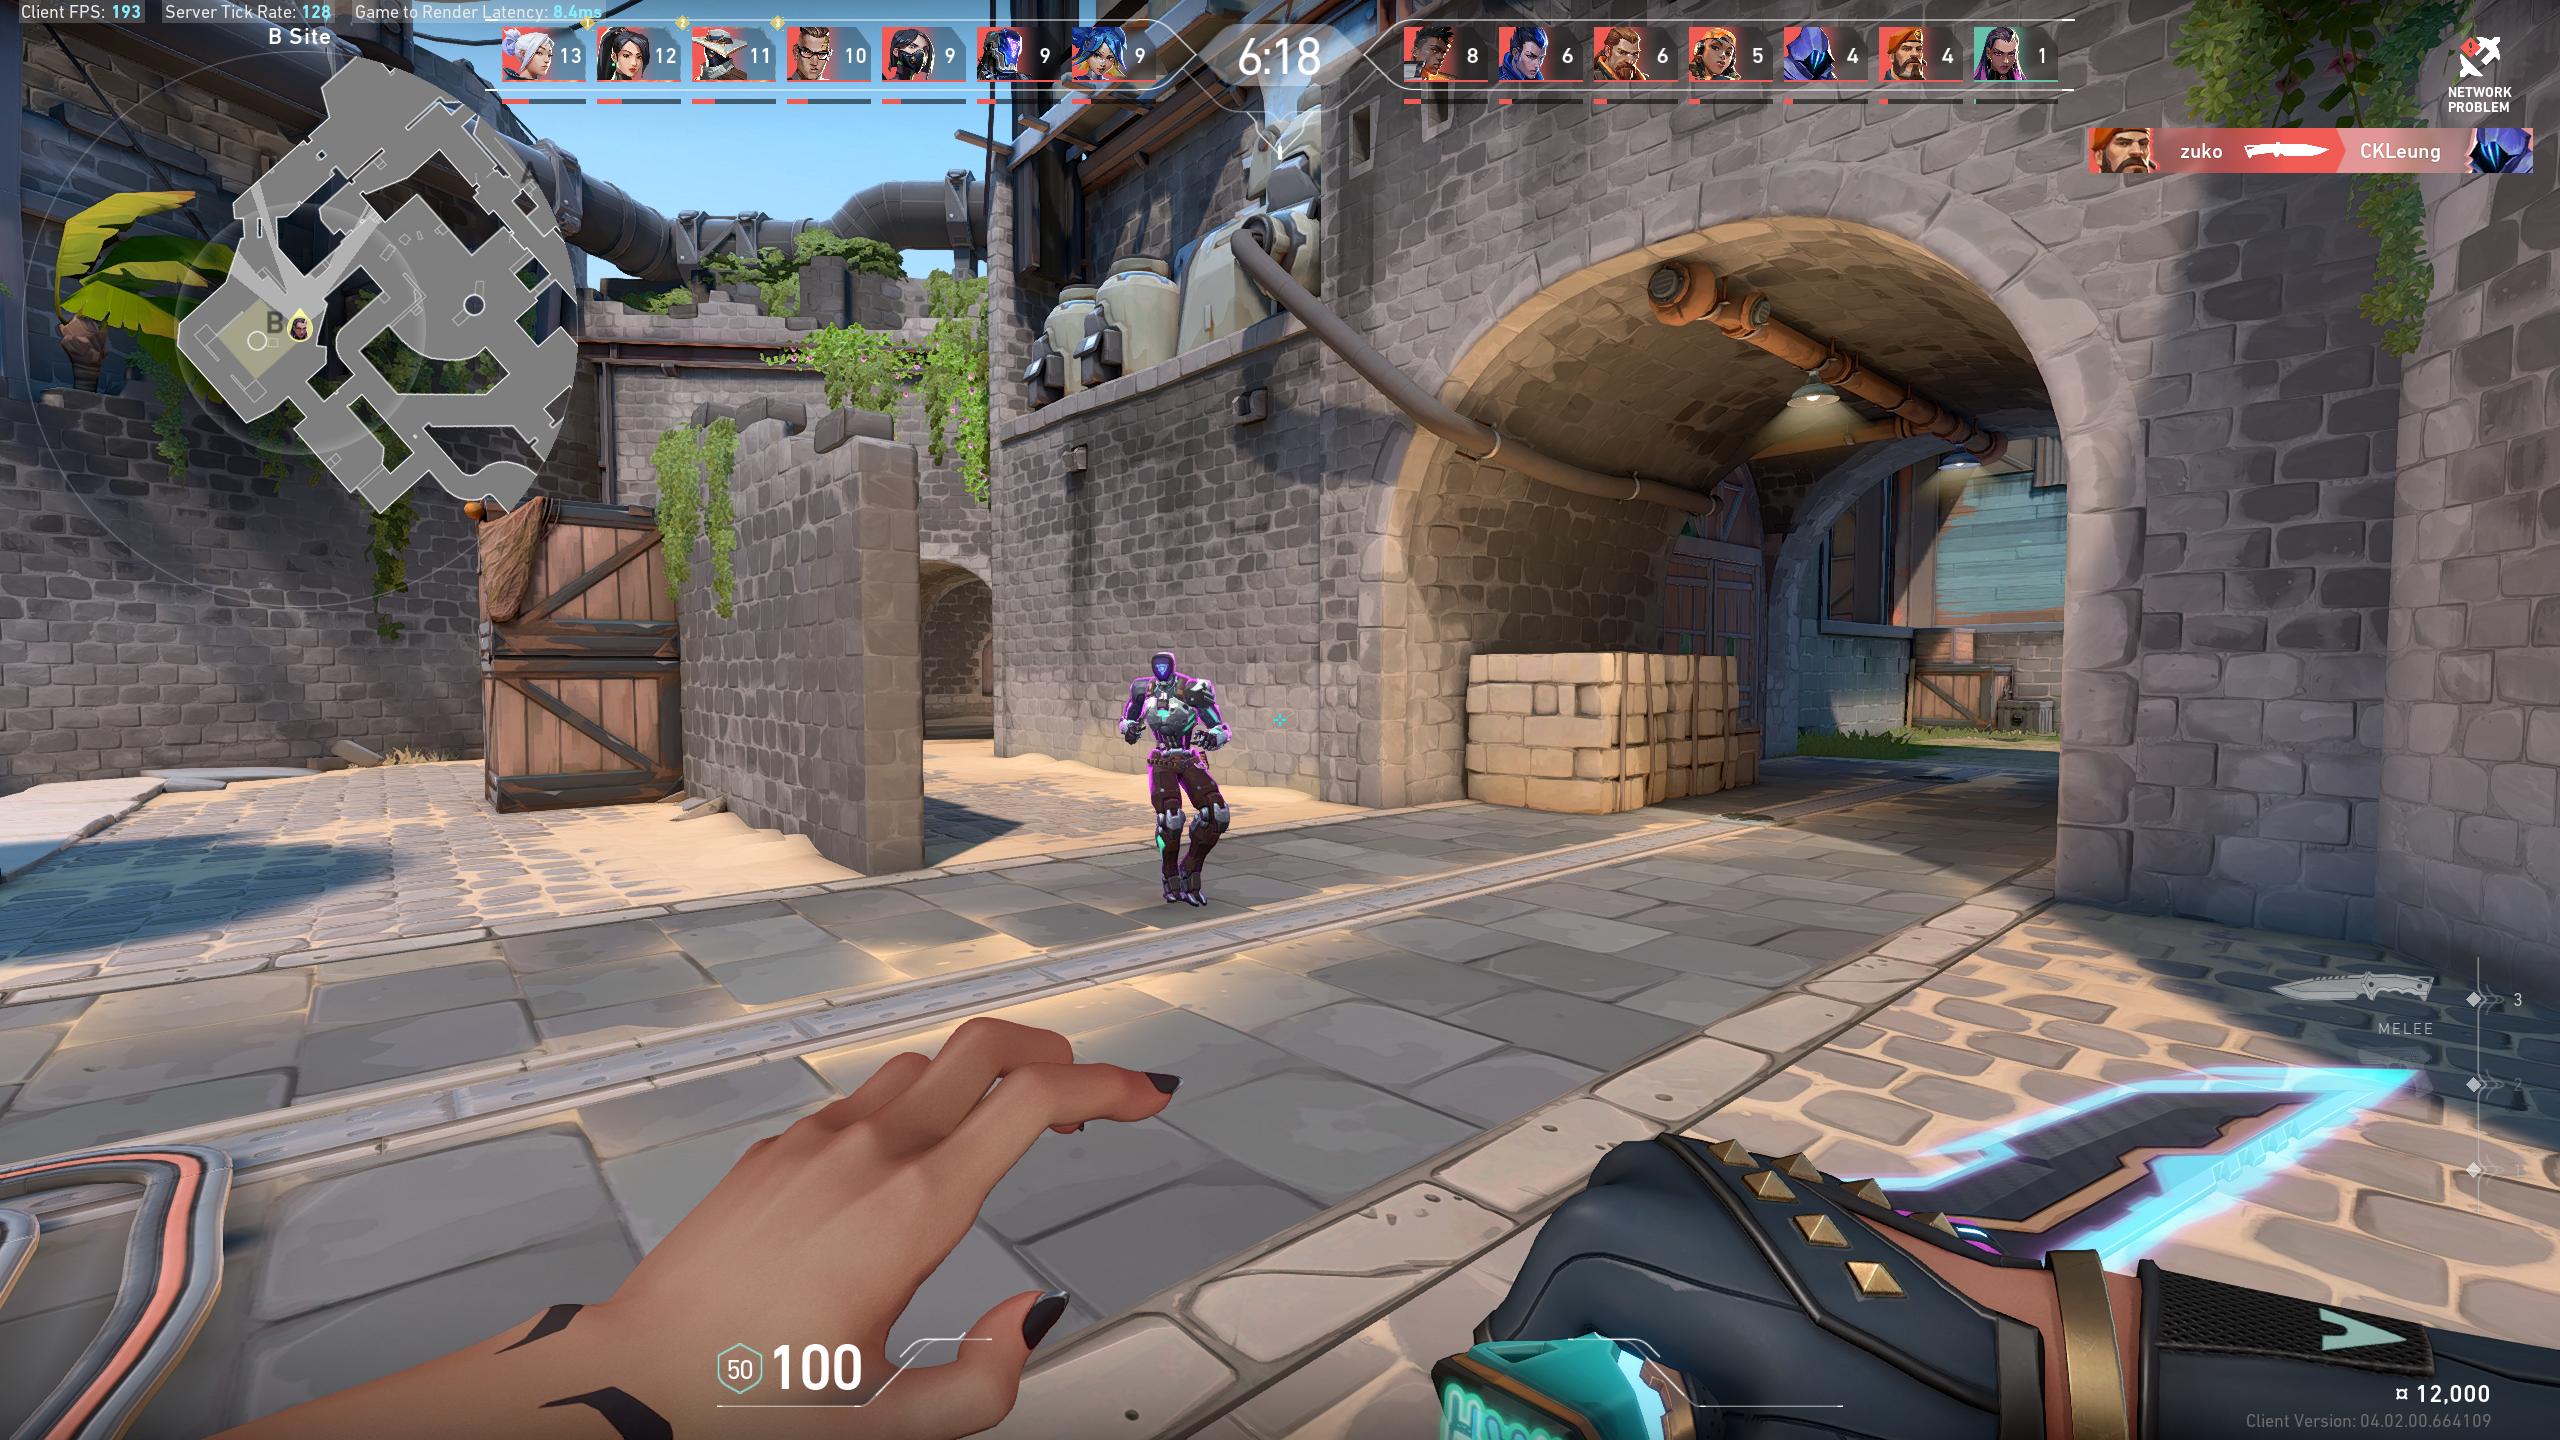 Client FPS: 193 Server Tick Rate: 128 Game to Render Latency: 8.4ms
B Site
13 12 11 10 9 9 9 6:18 8 6 6 5 4 4 1
NETWORK
PROBLEM
zuko CKLeung
A
B
3
MELEE
2
1
50 100
¤ 12,000
Client Version: 04.02.00.664109